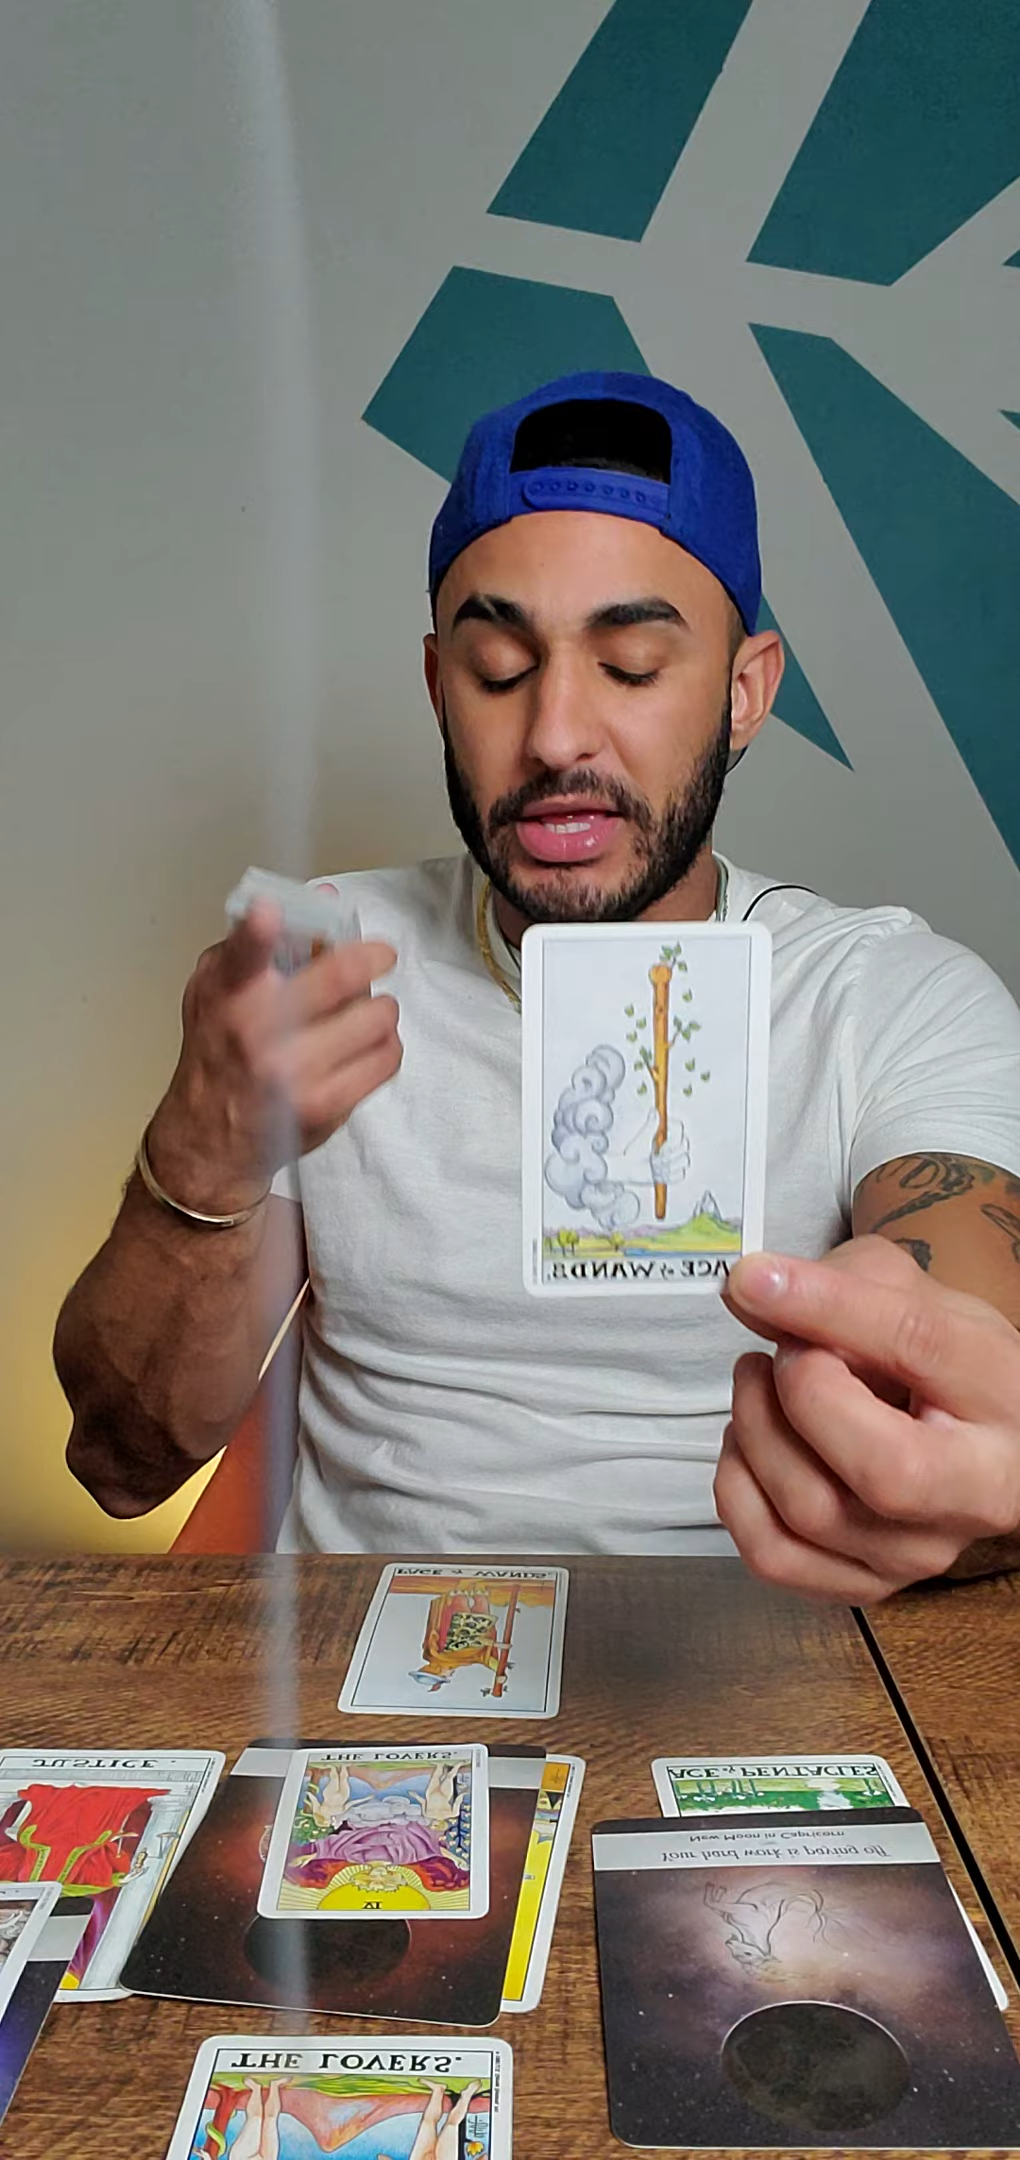 ACE of WANDS.
PAGE of WANDS.
JUSTICE .
THE LOVERS.
VI
ACE of PENTACLES
Your hard work is paying off
New Moon in Capricorn
THE LOVERS.